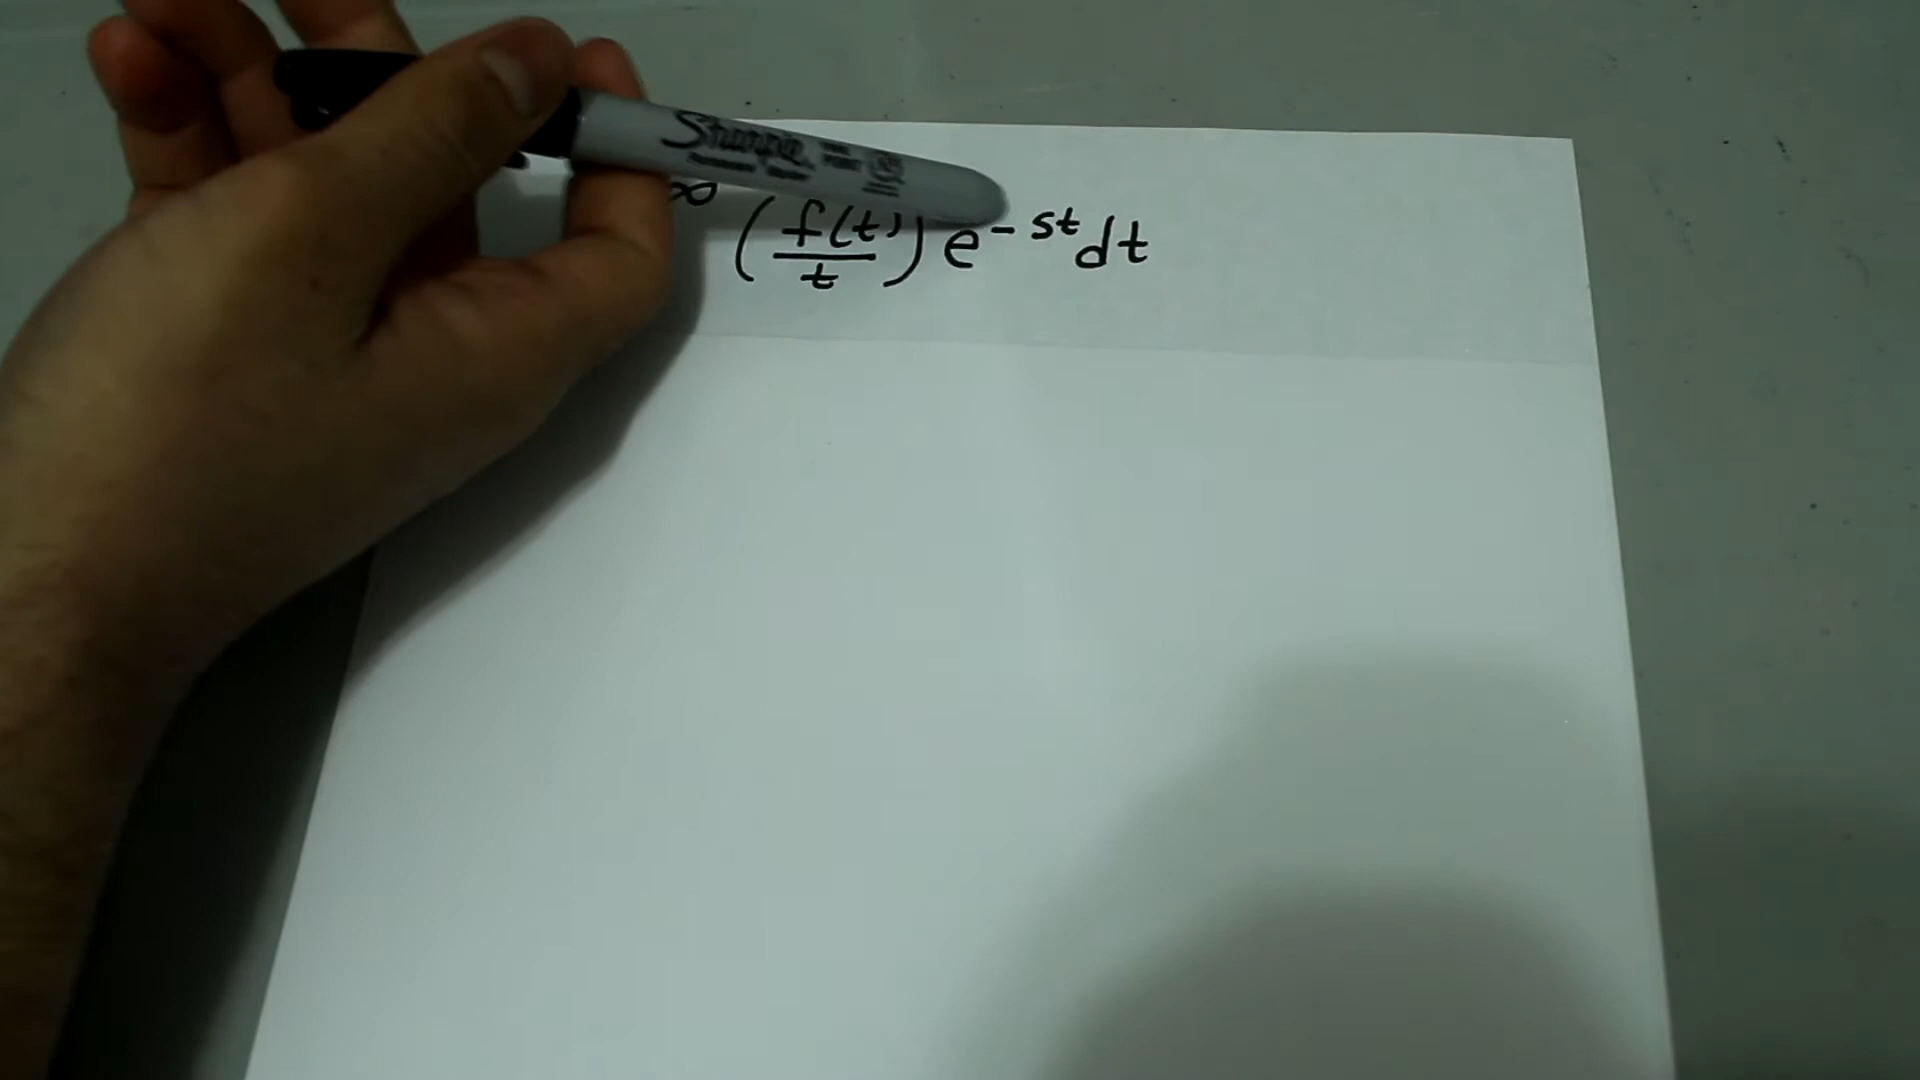 Sharpie
∞ (f(t)/t) e^{-st} dt